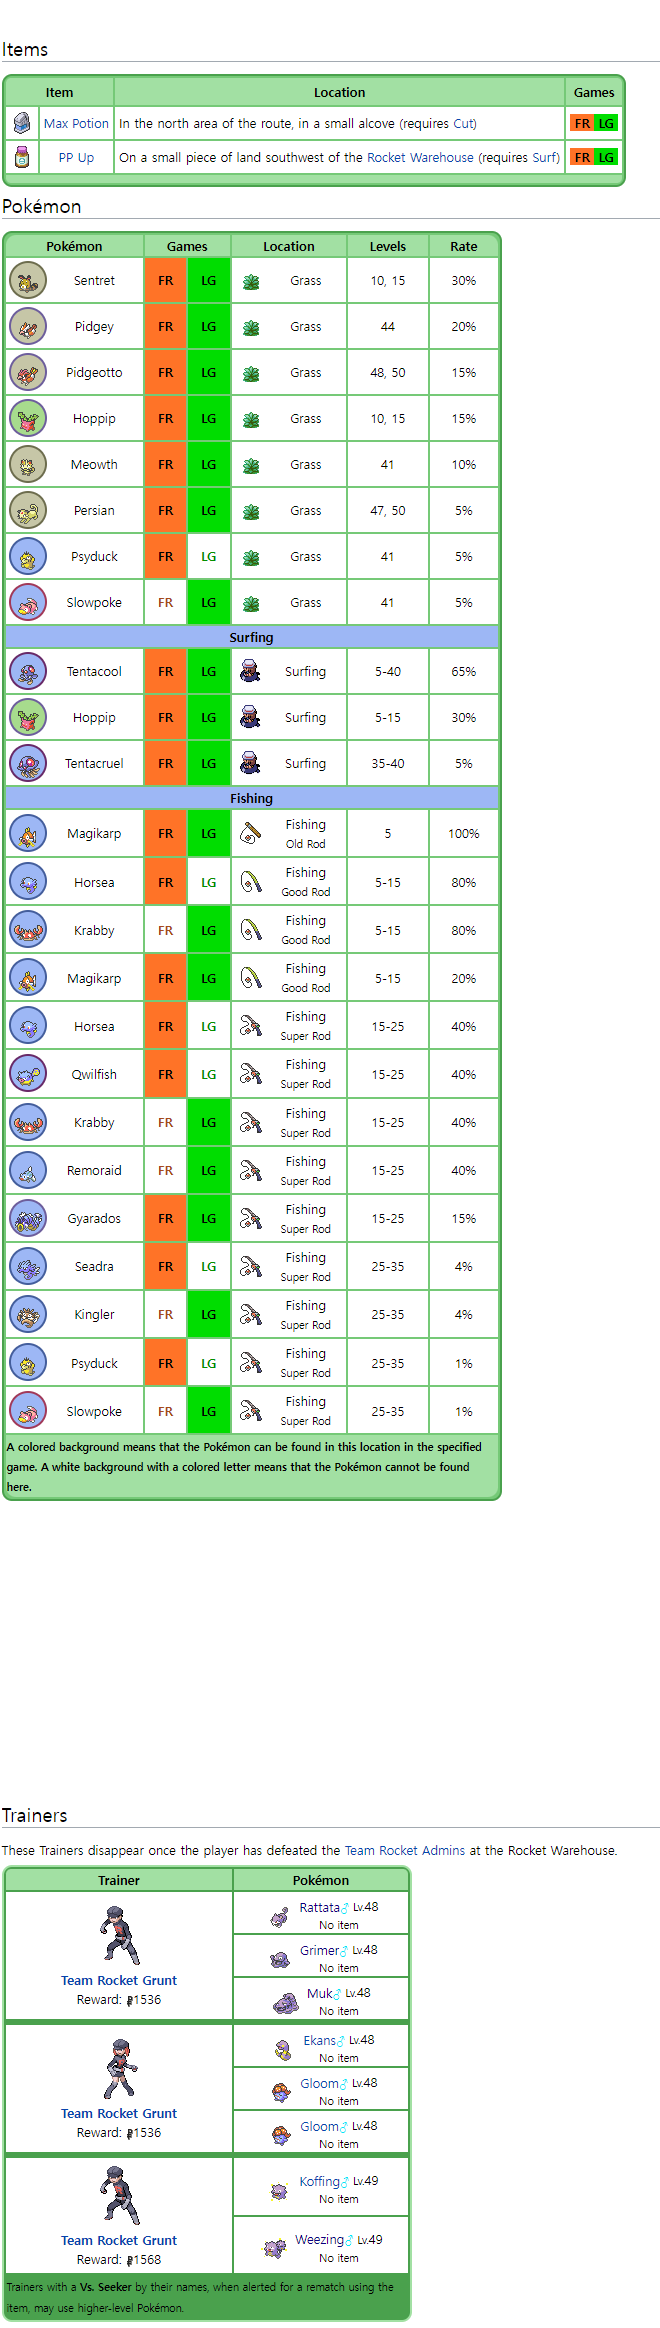 Items
Item Location Games
Max Potion In the north area of the route, in a small alcove (requires Cut) FR LG
PP Up On a small piece of land southwest of the Rocket Warehouse (requires Surf) FR LG
Pokémon
Pokémon Games Location Levels Rate
Sentret FR LG Grass 10, 15 30%
Pidgey FR LG Grass 44 20%
Pidgeotto FR LG Grass 48, 50 15%
Hoppip FR LG Grass 10, 15 15%
Meowth FR LG Grass 41 10%
Persian FR LG Grass 47, 50 5%
Psyduck FR LG Grass 41 5%
Slowpoke FR LG Grass 41 5%
Surfing
Tentacool FR LG Surfing 5-40 65%
Hoppip FR LG Surfing 5-15 30%
Tentacruel FR LG Surfing 35-40 5%
Fishing
Magikarp FR LG Fishing Old Rod 5 100%
Horsea FR LG Fishing Good Rod 5-15 80%
Krabby FR LG Fishing Good Rod 5-15 80%
Magikarp FR LG Fishing Good Rod 5-15 20%
Horsea FR LG Fishing Super Rod 15-25 40%
Qwilfish FR LG Fishing Super Rod 15-25 40%
Krabby FR LG Fishing Super Rod 15-25 40%
Remoraid FR LG Fishing Super Rod 15-25 40%
Gyarados FR LG Fishing Super Rod 15-25 15%
Seadra FR LG Fishing Super Rod 25-35 4%
Kingler FR LG Fishing Super Rod 25-35 4%
Psyduck FR LG Fishing Super Rod 25-35 1%
Slowpoke FR LG Fishing Super Rod 25-35 1%
A colored background means that the Pokémon can be found in this location in the specified
game. A white background with a colored letter means that the Pokémon cannot be found
here.
Trainers
These Trainers disappear once the player has defeated the Team Rocket Admins at the Rocket Warehouse.
Trainer Pokémon
Team Rocket Grunt
Reward: 1536
Rattata♂ Lv.48
No item
Grimer♂ Lv.48
No item
Muk♂ Lv.48
No item
Team Rocket Grunt
Reward: 1536
Ekans♂ Lv.48
No item
Gloom♂ Lv.48
No item
Gloom♂ Lv.48
No item
Team Rocket Grunt
Reward: 1568
Koffing♂ Lv.49
No item
Weezing♂ Lv.49
No item
Trainers with a Vs. Seeker by their names, when alerted for a rematch using the
item, may use higher-level Pokémon.